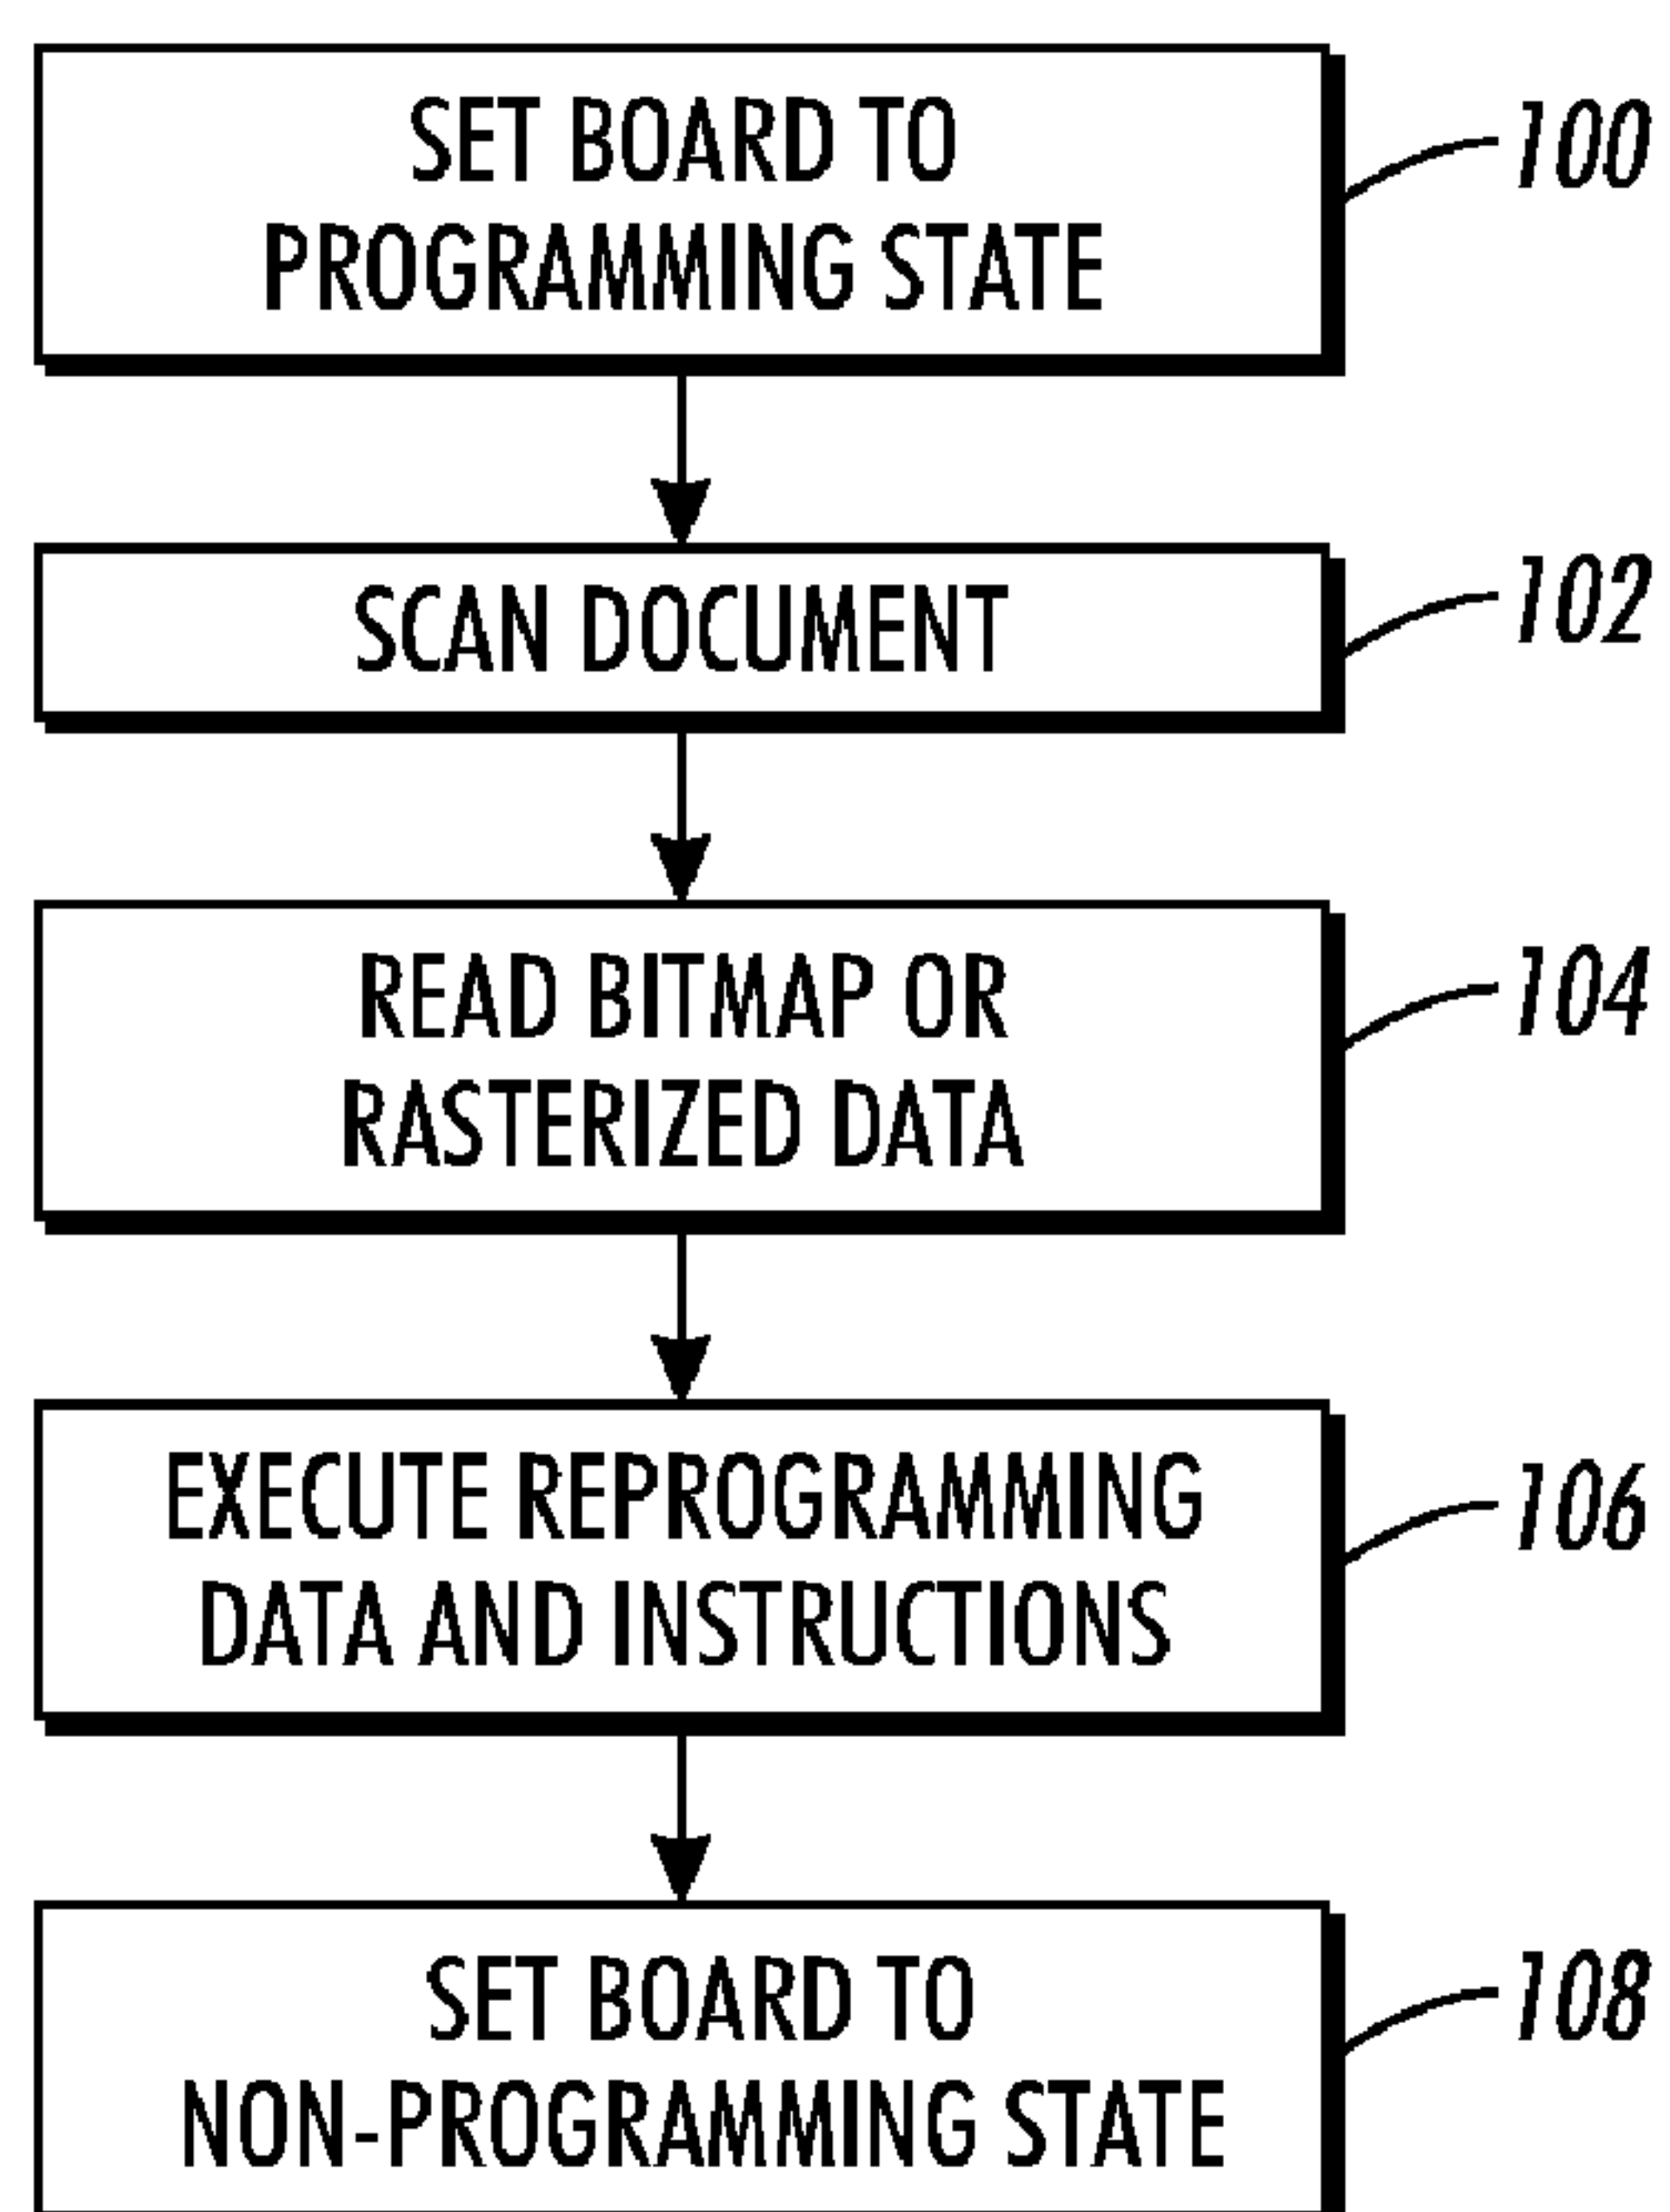 SET BOARD TO
PROGRAMMING STATE
100
SCAN DOCUMENT
102
READ BITMAP OR
RASTERIZED DATA
104
EXECUTE REPROGRAMMING
DATA AND INSTRUCTIONS
106
SET BOARD TO
NON-PROGRAMMING STATE
108